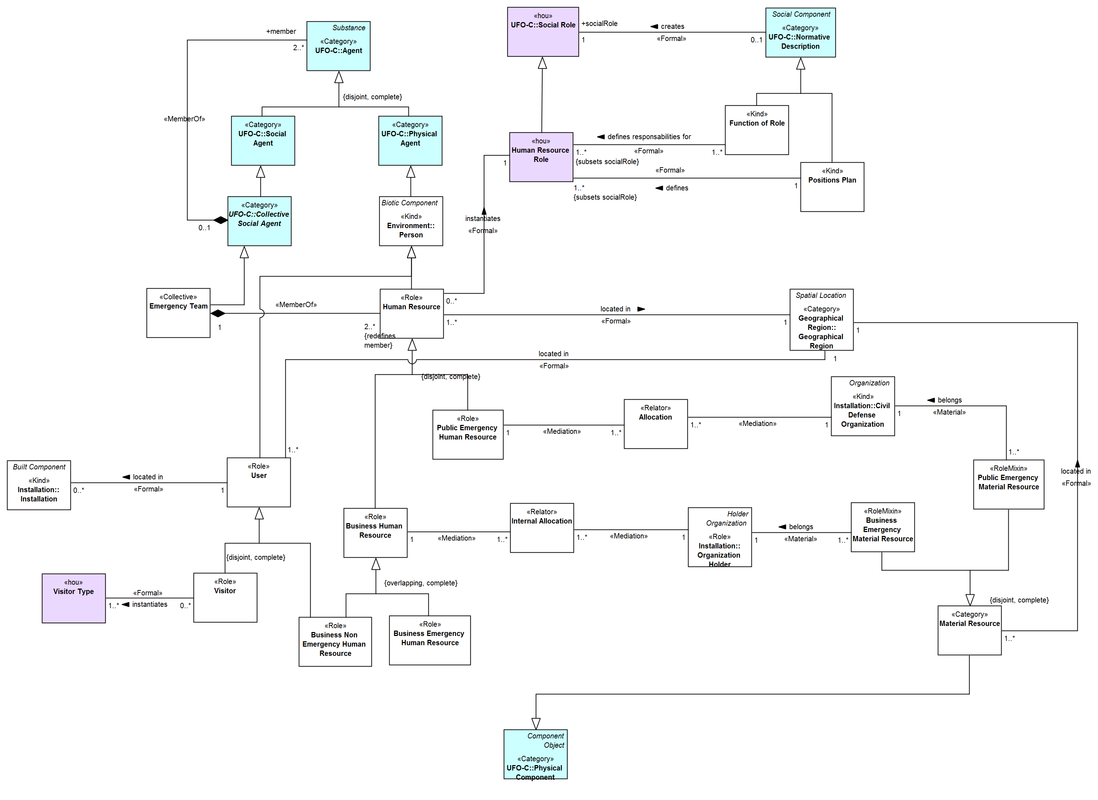 Substance
«Category»
UFO-C::Agent
+member
2..*
«hou»
UFO-C::Social Role
+socialRole
1
creates
«Formal»
0..1
Social Component
«Category»
UFO-C::Normative
Description
{disjoint, complete}
«MemberOf»
«Category»
UFO-C::Social
Agent
«Category»
UFO-C::Physical
Agent
«Kind»
Function of Role
«hou»
Human Resource
Role
defines responsabilities for
1..*
«Formal»
1..*
{subsets socialRole}
1
«Formal»
«Kind»
Positions Plan
1..*
defines
1
{subsets socialRole}
«Category»
UFO-C::Collective
Social Agent
0..1
Biotic Component
«Kind»
Environment::
Person
instantiates
«Formal»
«Collective»
Emergency Team
1
«MemberOf»
«Role»
Human Resource
0..*
2..*
{redefines
member}
1..*
located in
«Formal»
1
Spatial Location
«Category»
Geographical
Region::
Geographical
Region
1
1
located in
«Formal»
{disjoint, complete}
«Role»
Public Emergency
Human Resource
1
«Mediation»
1..*
«Relator»
Allocation
1..*
«Mediation»
1
Organization
«Kind»
Installation::Civil
Defense
Organization
1
belongs
«Material»
1..*
«RoleMixin»
Public Emergency
Material Resource
located in
«Formal»
Built Component
«Kind»
Installation::
Installation
0..*
located in
«Formal»
1
1..*
«Role»
User
«Role»
Business Human
Resource
1
«Mediation»
1..*
«Relator»
Internal Allocation
1..*
«Mediation»
1
Holder
Organization
«Role»
Installation::
Organization
Holder
1
belongs
«Material»
1..*
«RoleMixin»
Business
Emergency
Material Resource
{disjoint, complete}
«hou»
Visitor Type
1..*
«Formal»
instantiates
0..*
«Role»
Visitor
{overlapping, complete}
«Role»
Business Non
Emergency Human
Resource
«Role»
Business Emergency
Human Resource
{disjoint, complete}
«Category»
Material Resource
1..*
Component
Object
«Category»
UFO-C::Physical
Component